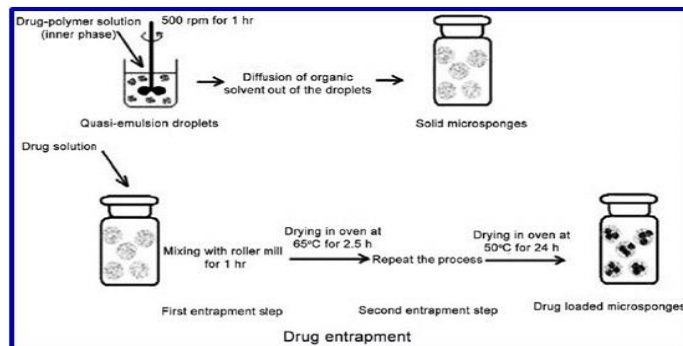 Drug-polymer solution
(inner phase)
500 rpm for 1 hr
Diffusion of organic
solvent out of the droplets
Quasi-emulsion droplets
Solid microsponges
Drug solution
Mixing with roller mill
for 1 hr
Drying in oven at
65°C for 2.5 h
Repeat the process
Drying in oven at
50°C for 24 h
First entrapment step
Second entrapment step
Drug loaded microsponges
Drug entrapment